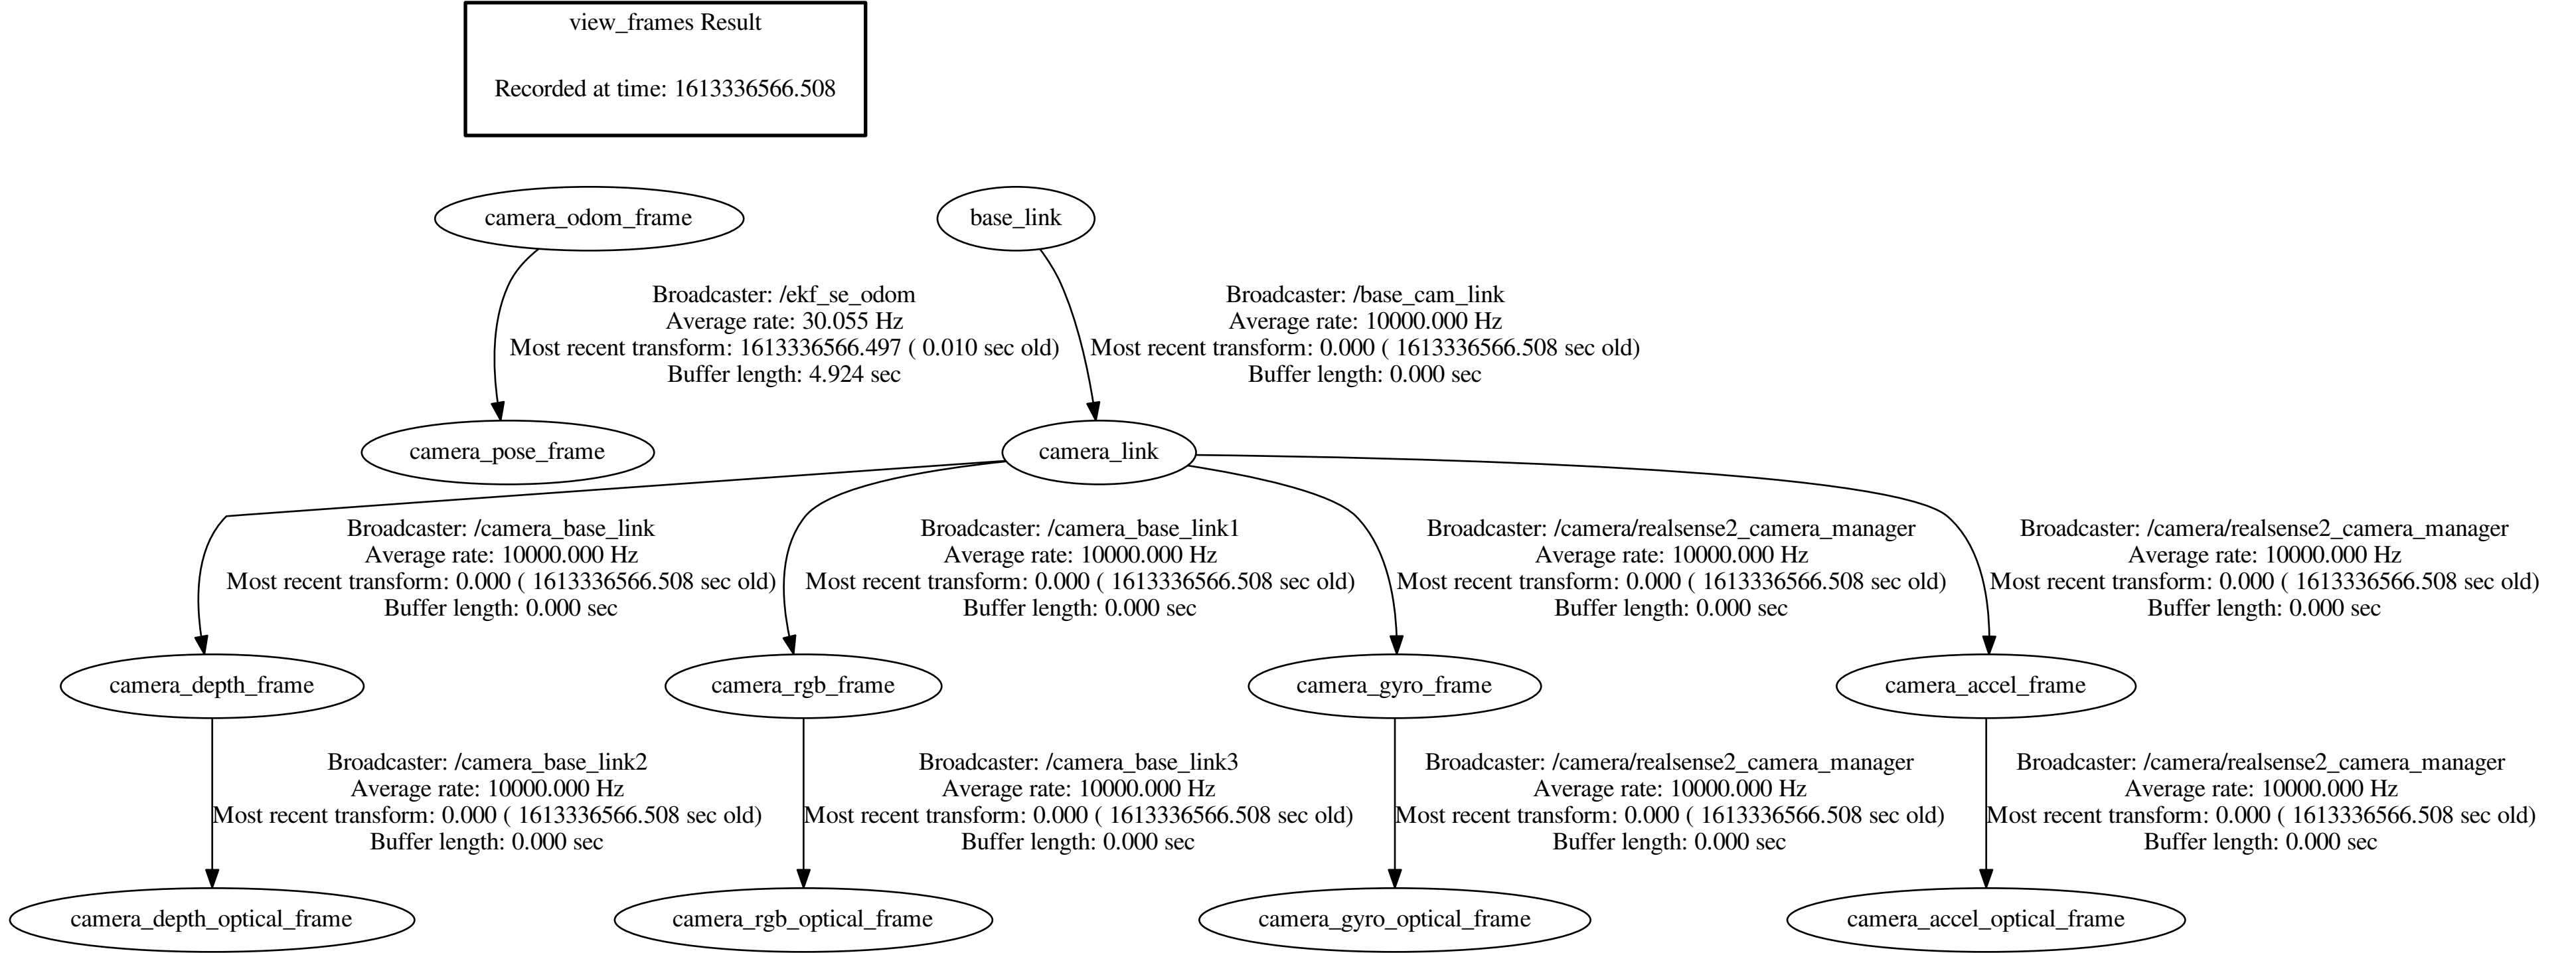 view_frames Result
Recorded at time: 1613336566.508
camera_odom_frame
base_link
Broadcaster: /ekf_se_odom
Average rate: 30.055 Hz
Most recent transform: 1613336566.497 ( 0.010 sec old)
Buffer length: 4.924 sec
Broadcaster: /base_cam_link
Average rate: 10000.000 Hz
Most recent transform: 0.000 ( 1613336566.508 sec old)
Buffer length: 0.000 sec
camera_pose_frame
camera_link
Broadcaster: /camera_base_link
Average rate: 10000.000 Hz
Most recent transform: 0.000 ( 1613336566.508 sec old)
Buffer length: 0.000 sec
Broadcaster: /camera_base_link1
Average rate: 10000.000 Hz
Most recent transform: 0.000 ( 1613336566.508 sec old)
Buffer length: 0.000 sec
Broadcaster: /camera/realsense2_camera_manager
Average rate: 10000.000 Hz
Most recent transform: 0.000 ( 1613336566.508 sec old)
Buffer length: 0.000 sec
Broadcaster: /camera/realsense2_camera_manager
Average rate: 10000.000 Hz
Most recent transform: 0.000 ( 1613336566.508 sec old)
Buffer length: 0.000 sec
camera_depth_frame
camera_rgb_frame
camera_gyro_frame
camera_accel_frame
Broadcaster: /camera_base_link2
Average rate: 10000.000 Hz
Most recent transform: 0.000 ( 1613336566.508 sec old)
Buffer length: 0.000 sec
Broadcaster: /camera_base_link3
Average rate: 10000.000 Hz
Most recent transform: 0.000 ( 1613336566.508 sec old)
Buffer length: 0.000 sec
Broadcaster: /camera/realsense2_camera_manager
Average rate: 10000.000 Hz
Most recent transform: 0.000 ( 1613336566.508 sec old)
Buffer length: 0.000 sec
Broadcaster: /camera/realsense2_camera_manager
Average rate: 10000.000 Hz
Most recent transform: 0.000 ( 1613336566.508 sec old)
Buffer length: 0.000 sec
camera_depth_optical_frame
camera_rgb_optical_frame
camera_gyro_optical_frame
camera_accel_optical_frame